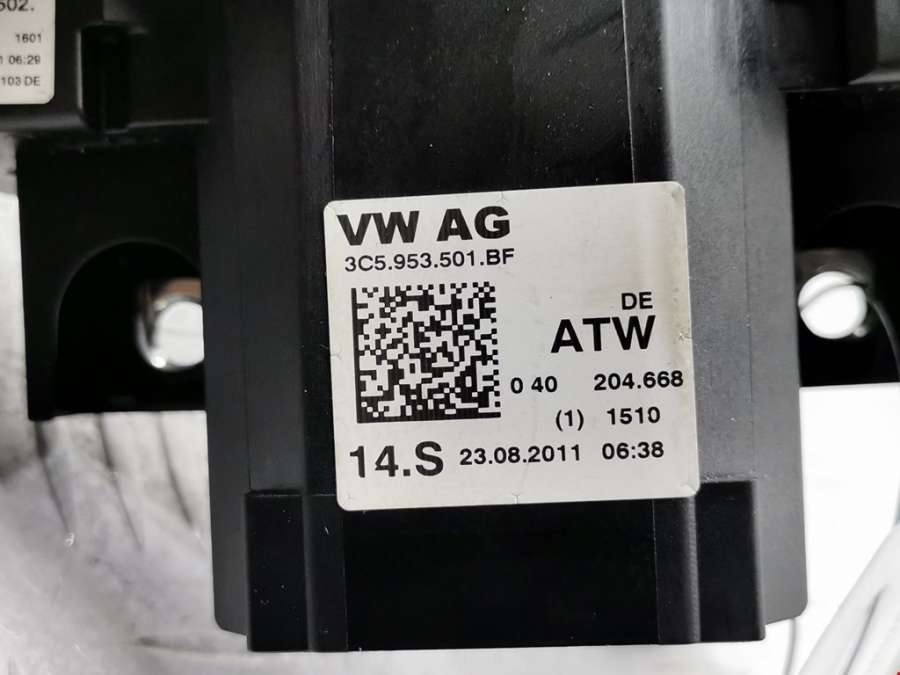 1601
06:29
103 DE
VW AG
3C5.953.501.BF
DE
ATW
0 40 204.668
(1) 1510
14.S 23.08.2011 06:38